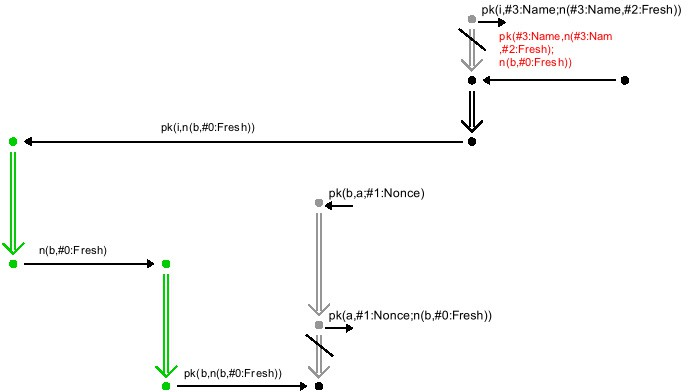 pk(i,#3:Name;n(#3:Name,#2:Fresh))
pk(#3:Name,n(#3:Nam
,#2:Fresh);
n(b,#0:Fresh))
pk(i,n(b,#0:Fresh))
pk(b,a;#1:Nonce)
n(b,#0:Fresh)
pk(a,#1:Nonce;n(b,#0:Fresh))
pk(b,n(b,#0:Fresh))